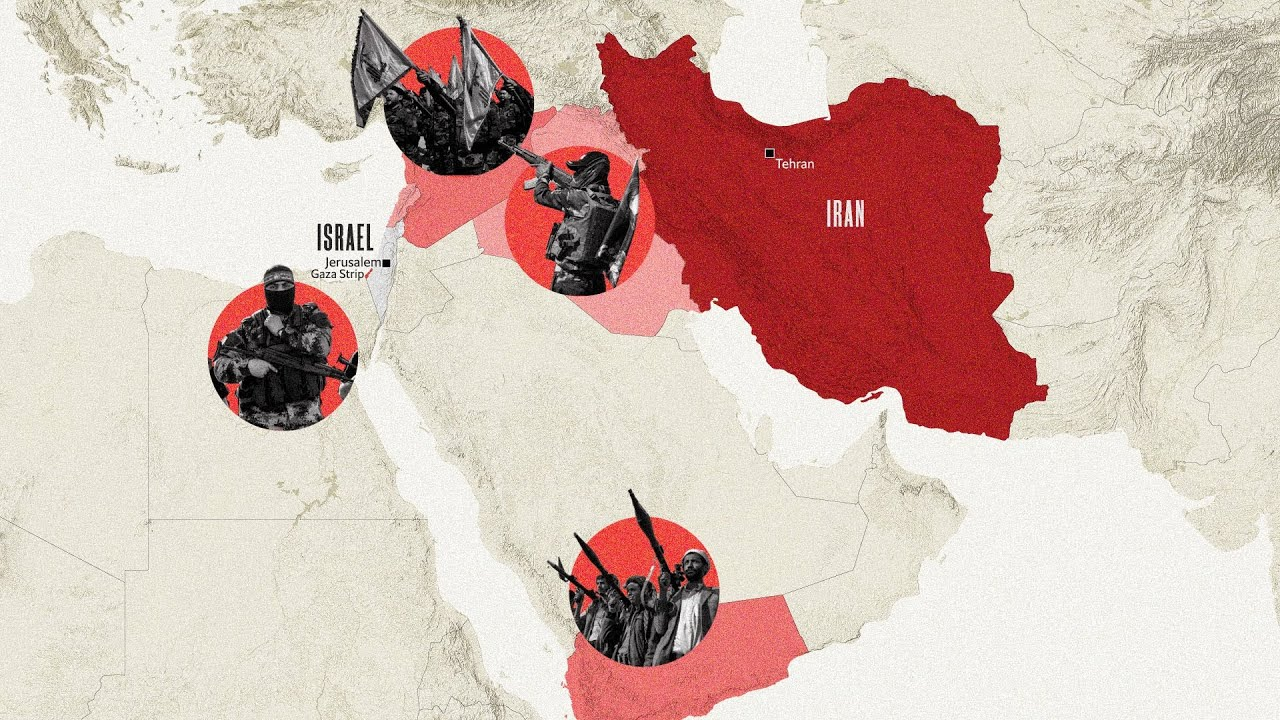 Tehran
IRAN
ISRAEL
Jerusalem
Gaza Strip